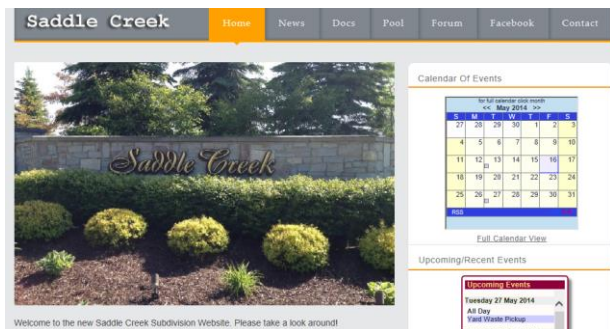 Saddle Creek
Home News Docs Pool Forum Facebook Contact
Saddle Creek
Welcome to the new Saddle Creek Subdivision Website. Please take a look around!
Calendar Of Events
for full calendar click month
<< May 2014 >>
S M T W T F S
27 28 29 30 1 2 3
4 5 6 7 8 9 10
11 12 13 14 15 16 17
18 19 20 21 22 23 24
25 26 27 28 29 30 31
RSS
Full Calendar View
Upcoming/Recent Events
Upcoming Events
Tuesday 27 May 2014
All Day
Yard Waste Pickup